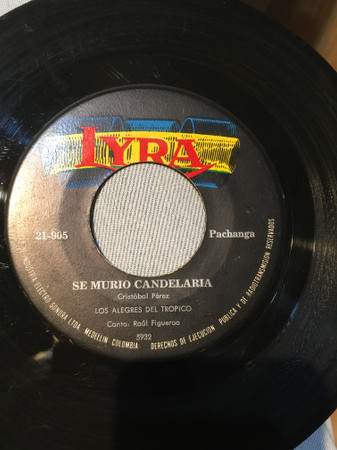 LYRA
21-905 Pachanga
SE MURIO CANDELARIA
Cristóbal Pérez
LOS ALEGRES DEL TROPICO
Canta: Raúl Figueroa
5932
INDUSTRIA ELECTRO SONORA LTDA. MEDELLIN COLOMBIA - DERECHOS DE EJECUCION PUBLICA Y DE RADIOTRANSMISION RESERVADOS